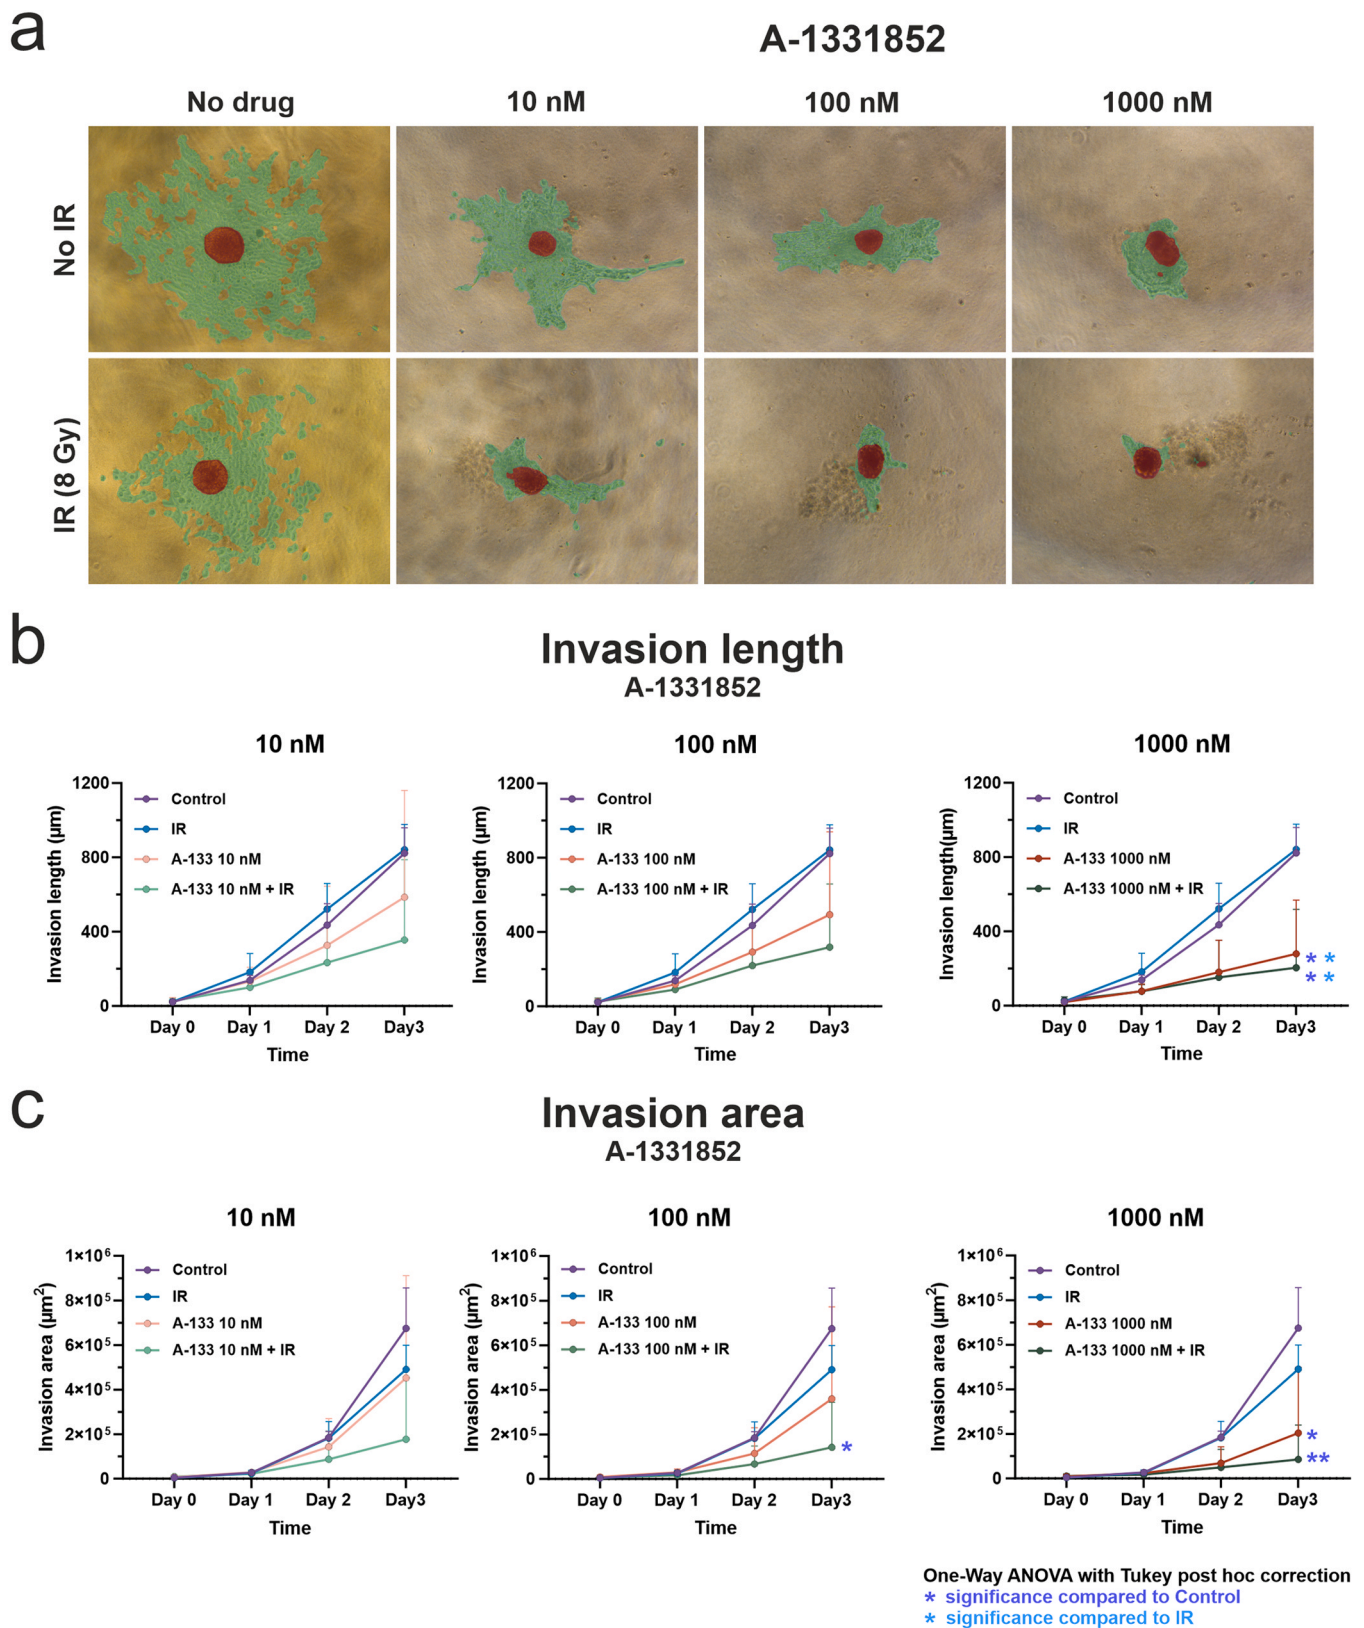 a
A-1331852
No drug
10 nM
100 nM
1000 nM
No IR
IR (8 Gy)
b
Invasion length
A-1331852
10 nM
Invasion length (µm)
1200
800
400
0
Control
IR
A-133 10 nM
A-133 10 nM + IR
Day 0
Day 1
Day 2
Day3
Time
100 nM
Invasion length (µm)
1200
800
400
0
Control
IR
A-133 100 nM
A-133 100 nM + IR
Day 0
Day 1
Day 2
Day3
Time
1000 nM
Invasion length(µm)
1200
800
400
0
Control
IR
A-133 1000 nM
A-133 1000 nM + IR
* *
* *
Day 0
Day 1
Day 2
Day3
Time
c
Invasion area
A-1331852
10 nM
Invasion area (µm²)
1×10⁶
8×10⁵
6×10⁵
4×10⁵
2×10⁵
0
Control
IR
A-133 10 nM
A-133 10 nM + IR
Day 0
Day 1
Day 2
Day3
Time
100 nM
Invasion area (µm²)
1×10⁶
8×10⁵
6×10⁵
4×10⁵
2×10⁵
0
Control
IR
A-133 100 nM
A-133 100 nM + IR
*
Day 0
Day 1
Day 2
Day3
Time
1000 nM
Invasion area (µm²)
1×10⁶
8×10⁵
6×10⁵
4×10⁵
2×10⁵
0
Control
IR
A-133 1000 nM
A-133 1000 nM + IR
*
**
Day 0
Day 1
Day 2
Day3
Time
One-Way ANOVA with Tukey post hoc correction
* significance compared to Control
* significance compared to IR